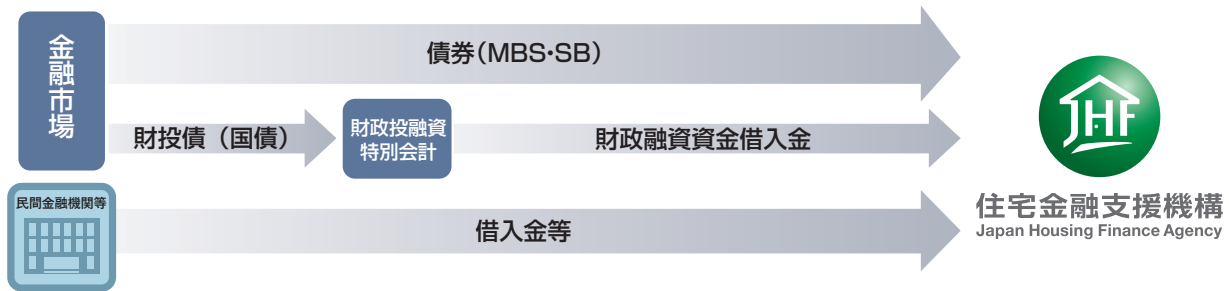 金融市場
債券（MBS・SB）
財投債（国債）
財政投融資
特別会計
財政融資資金借入金
民間金融機関等
借入金等
JHF
住宅金融支援機構
Japan Housing Finance Agency